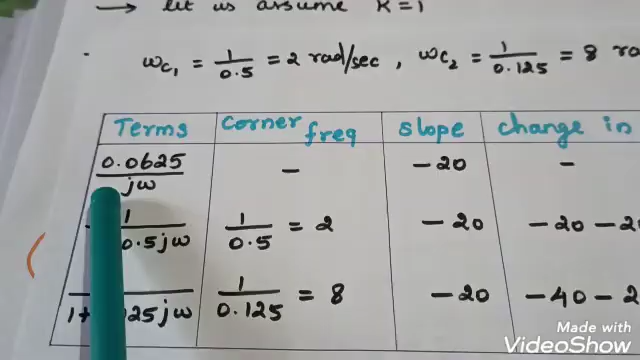 → let us assume K=1
ωc₁ = 1/0.5 = 2 rad/sec, ωc₂ = 1/0.125 = 8
Terms | Corner freq | slope | change in
0.0625/jω | – | -20 | –
1/0.5jω | 1/0.5 = 2 | -20 | -20 -
1+ 25jω | 1/0.125 = 8 | -20 | -40 -
Made with
VideoShow